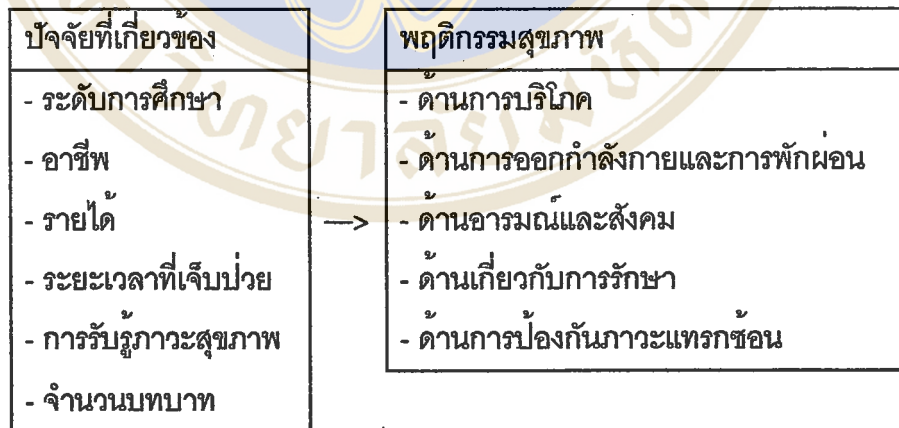 ปัจจัยที่เกี่ยวข้อง
- ระดับการศึกษา
- อาชีพ
- รายได้
- ระยะเวลาที่เจ็บป่วย
- การรับรู้ภาวะสุขภาพ
- จำนวนบทบาท
—>
พฤติกรรมสุขภาพ
- ด้านการบริโภค
- ด้านการออกกำลังกายและการพักผ่อน
- ด้านอารมณ์และสังคม
- ด้านเกี่ยวกับการรักษา
- ด้านการป้องกันภาวะแทรกซ้อน